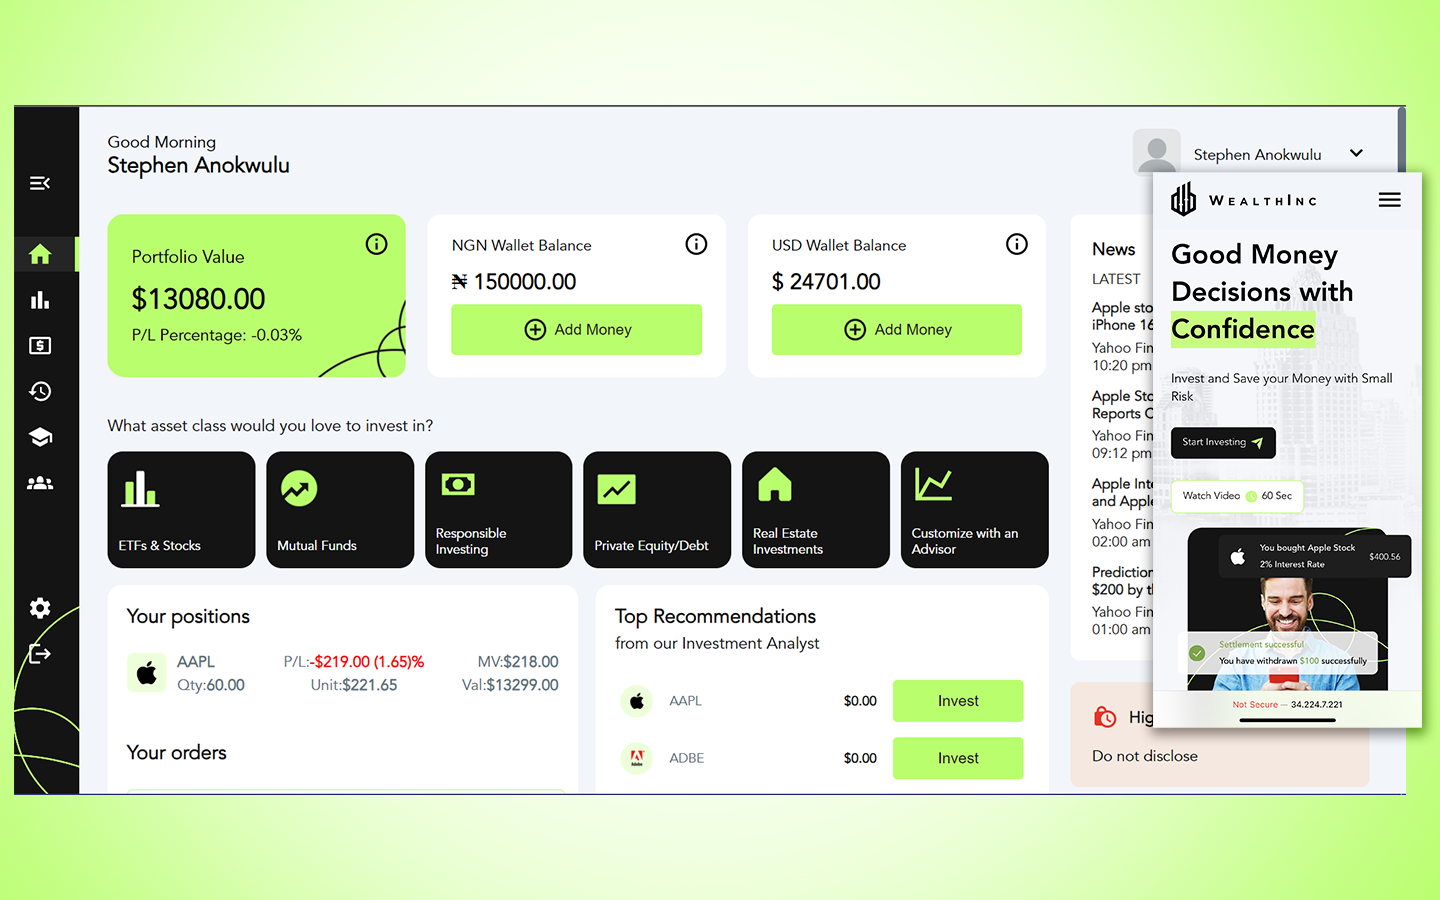 Good Morning
Stephen Anokwulu
Stephen Anokwulu
Portfolio Value
$13080.00
P/L Percentage: -0.03%
NGN Wallet Balance
₦ 150000.00
Add Money
USD Wallet Balance
$ 24701.00
Add Money
What asset class would you love to invest in?
ETFs & Stocks
Mutual Funds
Responsible
Investing
Private Equity/Debt
Real Estate
Investments
Customize with an
Advisor
Your positions
AAPL
P/L:-$219.00 (1.65)%
MV:$218.00
Qty:60.00
Unit:$221.65
Val:$13299.00
Your orders
Top Recommendations
from our Investment Analyst
AAPL
$0.00
Invest
Adobe
ADBE
$0.00
Invest
News
LATEST
Apple sto
iPhone 16
Yahoo Fin
10:20 pm
Apple Sto
Reports
Yahoo Fin
09:12 pm
Apple Inte
and Apple
Yahoo Fin
02:00 am
Prediction
$200 by th
Yahoo Fin
01:00 am
Hig
Do not disclose
WEALTHINC
Good Money
Decisions with
Confidence
Invest and Save your Money with Small
Risk
Start Investing
Watch Video
60 Sec
You bought Apple Stock
2% Interest Rate
$400.56
Settlement successful
You have withdrawn $100 successfully
Not Secure — 34.224.7.221